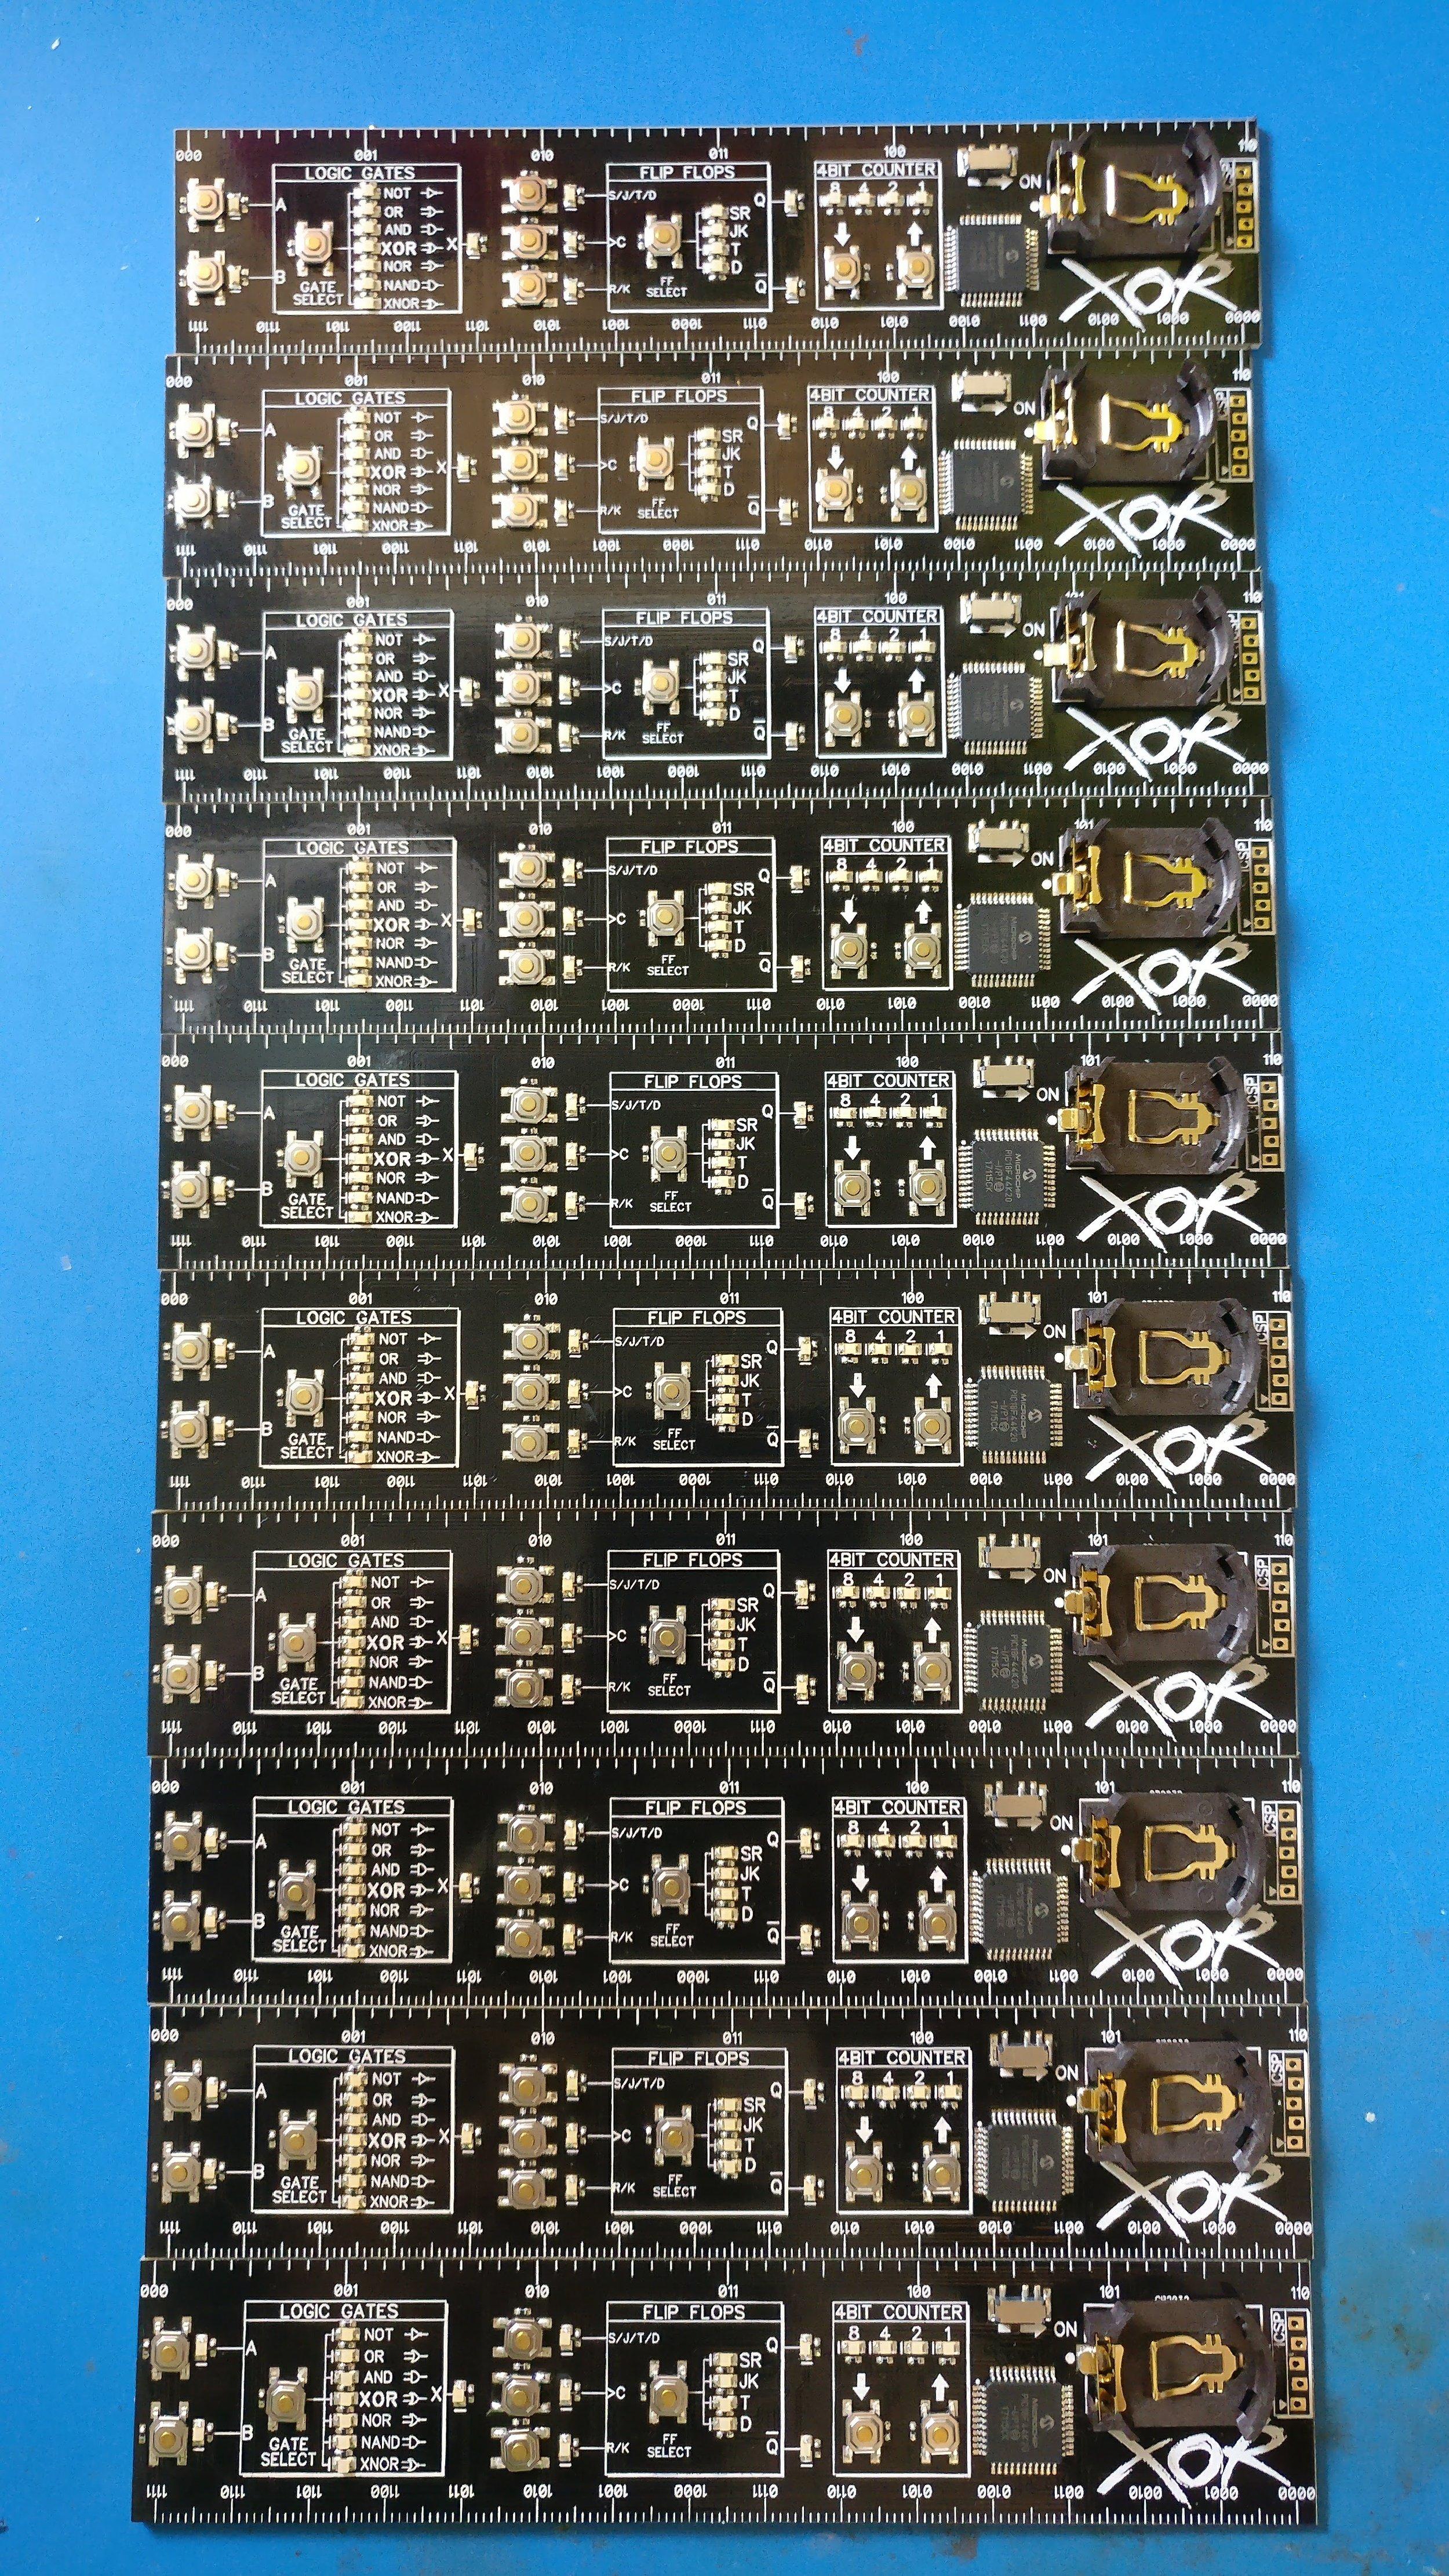 000 001 010 011 100 110
LOGIC GATES FLIP FLOPS 4BIT COUNTER
A B GATE SELECT
NOT
OR
AND
XOR X
NOR
NAND
XNOR
S/J/T/D >C R/K
FF SELECT
SR
JK
T
D
Q Q̅
8 4 2 1
ON
XOR
0000 0001 0010 0011 0100 0101 0110 0111 1000 1001 1010 1011 1100 1101 1110 1111
000 001 010 011 100 110
LOGIC GATES FLIP FLOPS 4BIT COUNTER
A B GATE SELECT
NOT
OR
AND
XOR X
NOR
NAND
XNOR
S/J/T/D >C R/K
FF SELECT
SR
JK
T
D
Q Q̅
8 4 2 1
ON
XOR
0000 0001 0010 0011 0100 0101 0110 0111 1000 1001 1010 1011 1100 1101 1110 1111
000 001 010 011 100 101 110
LOGIC GATES FLIP FLOPS 4BIT COUNTER
A B GATE SELECT
NOT
OR
AND
XOR X
NOR
NAND
XNOR
S/J/T/D >C R/K
FF SELECT
SR
JK
T
D
Q Q̅
8 4 2 1
ON
ICSP
XOR
0000 0001 0010 0011 0100 0101 0110 0111 1000 1001 1010 1011 1100 1101 1110 1111
000 001 010 011 100 101 110
LOGIC GATES FLIP FLOPS 4BIT COUNTER
A B GATE SELECT
NOT
OR
AND
XOR X
NOR
NAND
XNOR
S/J/T/D >C R/K
FF SELECT
SR
JK
T
D
Q Q̅
8 4 2 1
ON
MICROCHIP
ICSP
XOR
0000 0001 0010 0011 0100 0101 0110 0111 1000 1001 1010 1011 1100 1101 1110 1111
000 001 010 011 100 101 110
LOGIC GATES FLIP FLOPS 4BIT COUNTER
A B GATE SELECT
NOT
OR
AND
XOR X
NOR
NAND
XNOR
S/J/T/D >C R/K
FF SELECT
SR
JK
T
D
Q Q̅
8 4 2 1
ON
MICROCHIP
PIC18F44K20
-I/PT
ICSP
XOR
0000 0001 0010 0011 0100 0101 0110 0111 1000 1001 1010 1011 1100 1101 1110 1111
000 001 010 011 100 101 110
LOGIC GATES FLIP FLOPS 4BIT COUNTER
A B GATE SELECT
NOT
OR
AND
XOR X
NOR
NAND
XNOR
S/J/T/D >C R/K
FF SELECT
SR
JK
T
D
Q Q̅
8 4 2 1
ON
MICROCHIP
PIC18F44K20
-I/PT
ICSP
XOR
0000 0001 0010 0011 0100 0101 0110 0111 1000 1001 1010 1011 1100 1101 1110 1111
000 001 010 011 100 101 110
LOGIC GATES FLIP FLOPS 4BIT COUNTER
A B GATE SELECT
NOT
OR
AND
XOR X
NOR
NAND
XNOR
S/J/T/D >C R/K
FF SELECT
SR
JK
T
D
Q Q̅
8 4 2 1
ON
MICROCHIP
PIC18F44K20
-I/PT
ICSP
XOR
0000 0001 0010 0011 0100 0101 0110 0111 1000 1001 1010 1011 1100 1101 1110 1111
000 001 010 011 100 101 110
LOGIC GATES FLIP FLOPS 4BIT COUNTER
A B GATE SELECT
NOT
OR
AND
XOR X
NOR
NAND
XNOR
S/J/T/D >C R/K
FF SELECT
SR
JK
T
D
Q Q̅
8 4 2 1
ON
MICROCHIP
ICSP
XOR
0000 0001 0010 0011 0100 0101 0110 0111 1000 1001 1010 1011 1100 1101 1110 1111
000 001 010 011 100 101 110
LOGIC GATES FLIP FLOPS 4BIT COUNTER
A B GATE SELECT
NOT
OR
AND
XOR X
NOR
NAND
XNOR
S/J/T/D >C R/K
FF SELECT
SR
JK
T
D
Q Q̅
8 4 2 1
ON
ICSP
XOR
0000 0001 0010 0011 0100 0101 0110 0111 1000 1001 1010 1011 1100 1101 1110 1111
000 001 010 011 100 101 110
LOGIC GATES FLIP FLOPS 4BIT COUNTER
A B GATE SELECT
NOT
OR
AND
XOR X
NOR
NAND
XNOR
S/J/T/D >C R/K
FF SELECT
SR
JK
T
D
Q Q̅
8 4 2 1
ON
ICSP
XOR
0000 0001 0010 0011 0100 0101 0110 0111 1000 1001 1010 1011 1100 1101 1110 1111